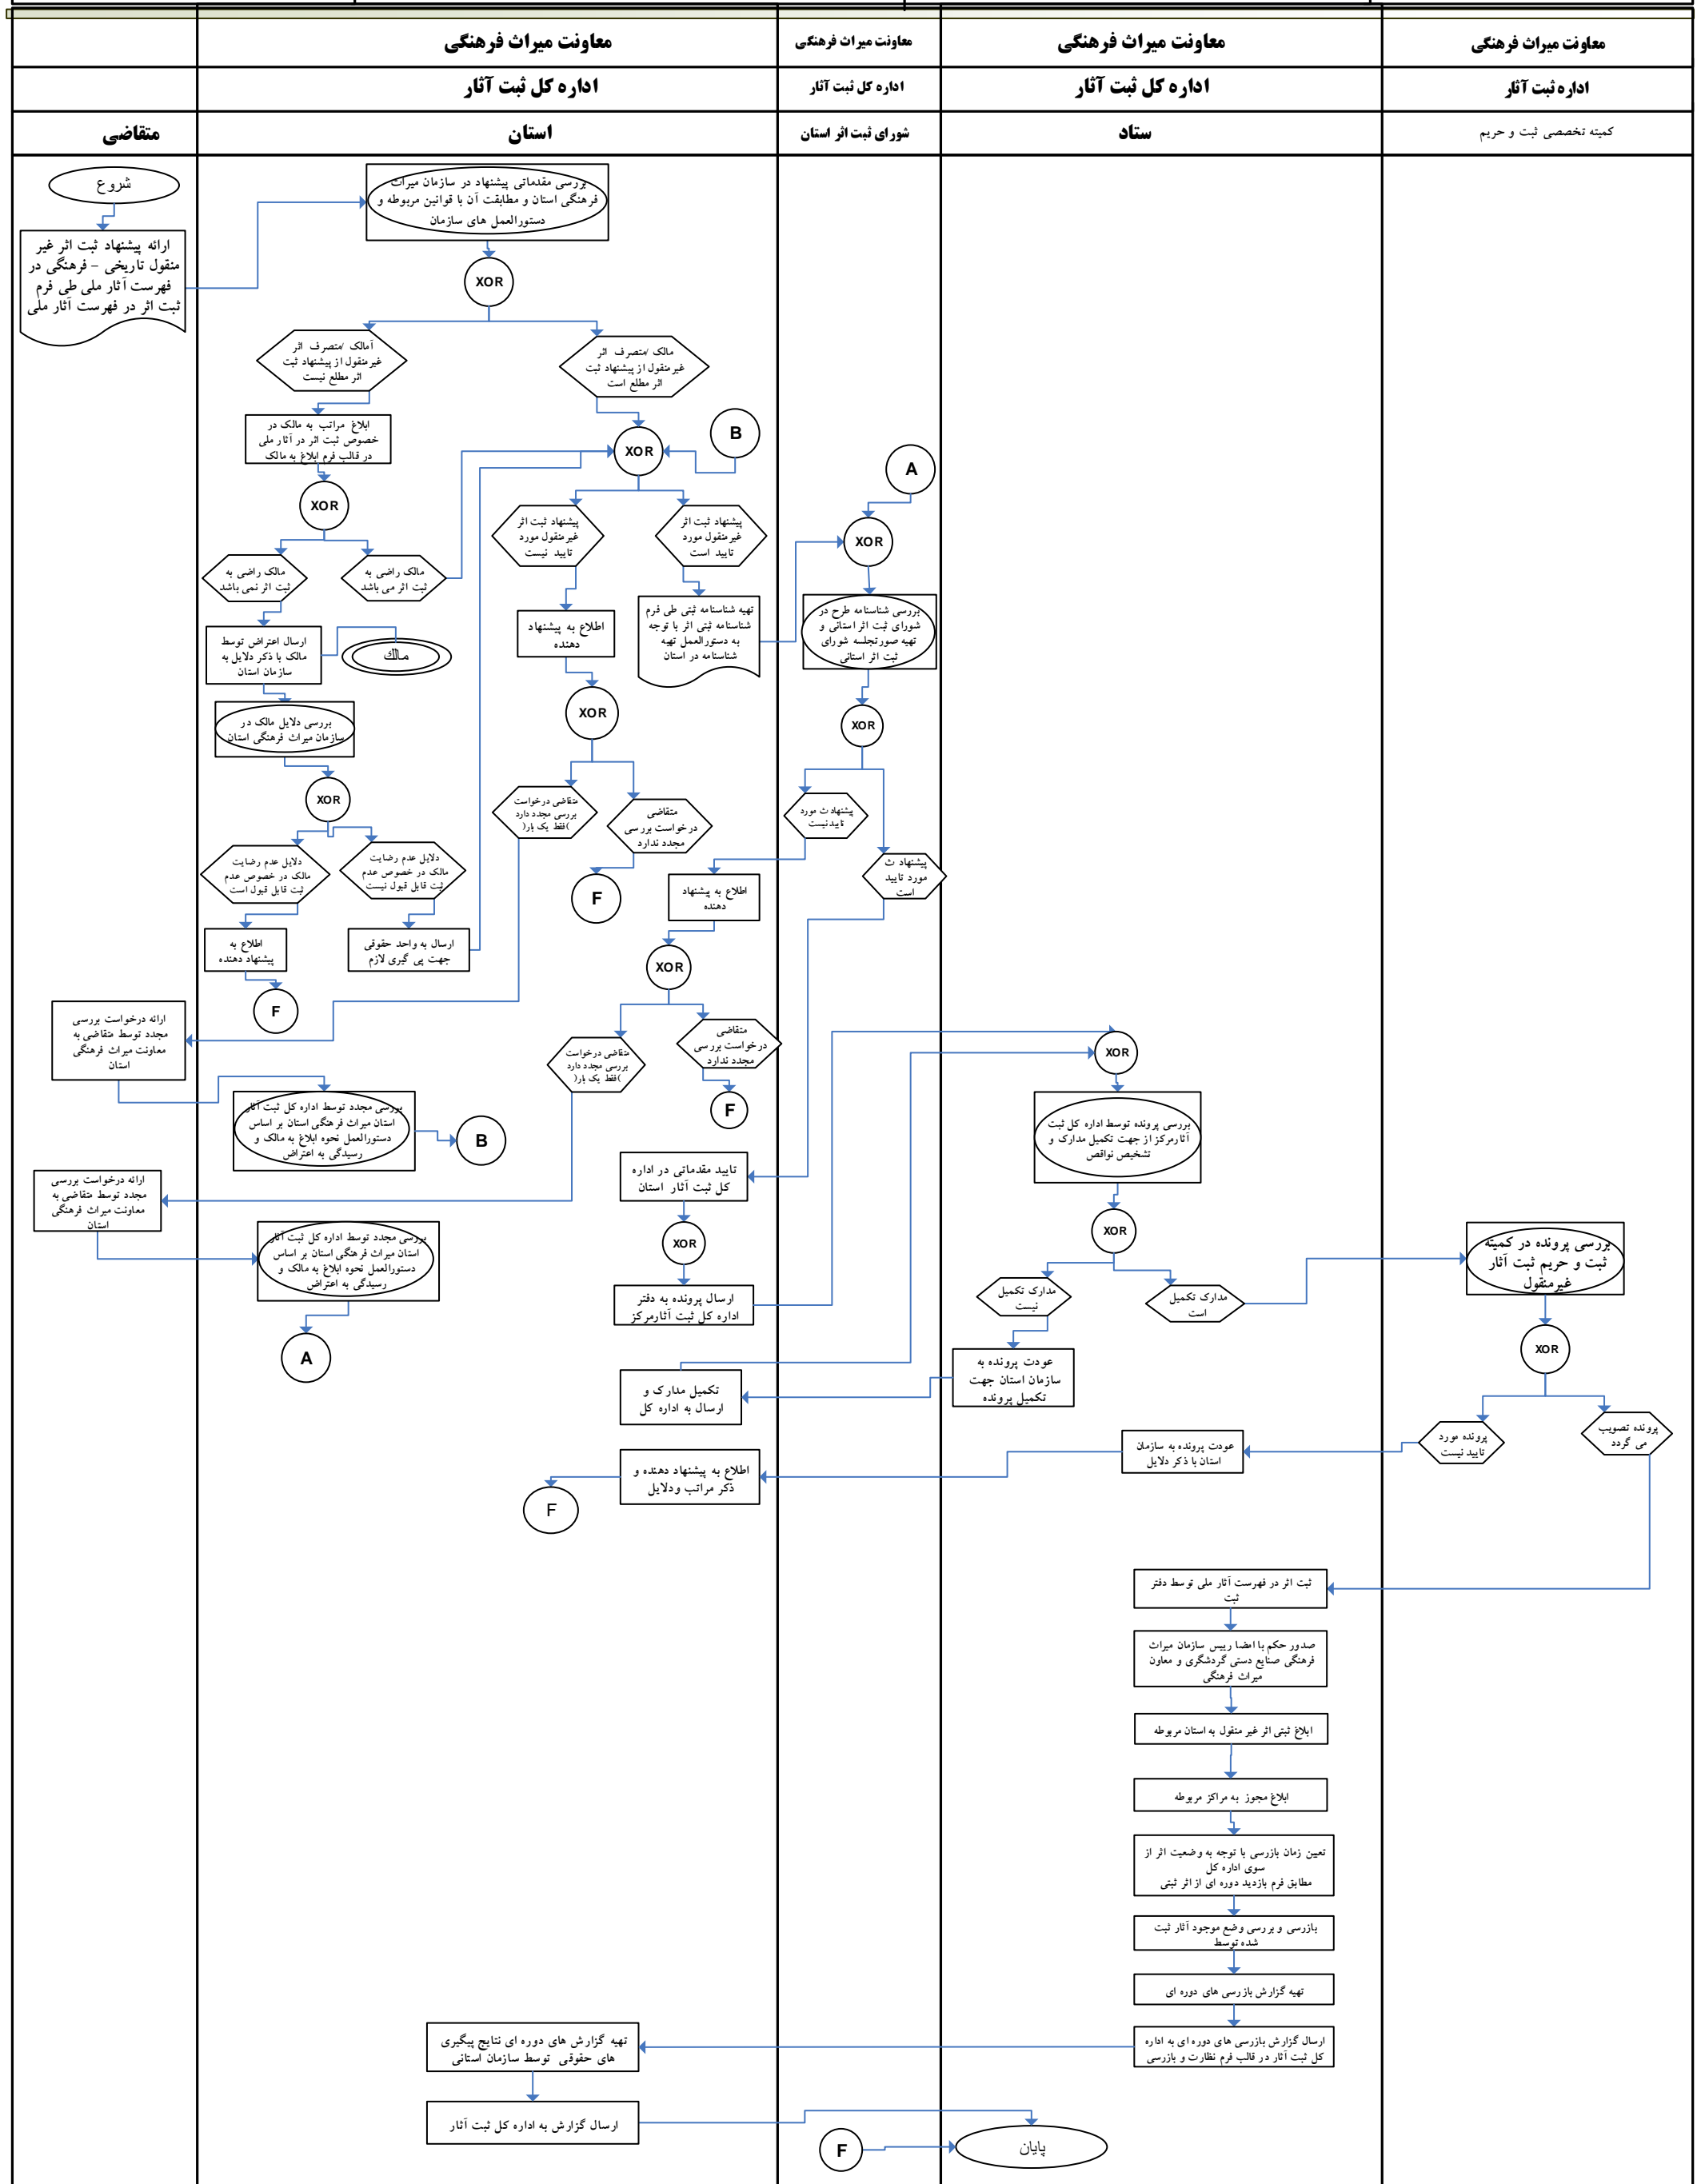 معاونت میراث فرهنگی
معاونت میراث فرهنگی
معاونت میراث فرهنگی
معاونت میراث فرهنگی
اداره ثبت آثار
اداره کل ثبت آثار
اداره کل ثبت آثار
اداره کل ثبت آثار
کمیته تخصصی ثبت و حریم
ستاد
شورای ثبت اثر استان
استان
متقاضی
شروع
ارائه پیشنهاد ثبت اثر غیر
منقول تاریخی – فرهنگی در
فهرست آثار ملی طی فرم
ثبت اثر در فهرست آثار ملی
بررسی مقدماتی پیشنهاد در سازمان میراث
فرهنگی استان و مطابقت آن با قوانین مربوطه و
دستورالعمل های سازمان
XOR
مالک /متصرف اثر
غیرمنقول از پیشنهاد ثبت
اثر مطلع است
آمالک /متصرف اثر
غیرمنقول از پیشنهاد ثبت
اثر مطلع نیست
ابلاغ مراتب به مالک در
خصوص ثبت اثر در آثار ملی
در قالب فرم ابلاغ به مالک
XOR
مالک راضی به
ثبت اثر می باشد
مالک راضی به
ثبت اثر نمی باشد
ارسال اعتراض توسط
مالک با ذکر دلایل به
سازمان استان
مالك
بررسی دلایل مالک در
سازمان میراث فرهنگی استان
XOR
دلایل عدم رضایت
مالک در خصوص عدم
ثبت قابل قبول نیست
دلایل عدم رضایت
مالک در خصوص عدم
ثبت قابل قبول است
ارسال به واحد حقوقی
جهت پی گیری لازم
اطلاع به
پیشنهاد دهنده
F
B
XOR
پیشنهاد ثبت اثر
غیرمنقول مورد
تایید است
پیشنهاد ثبت اثر
غیرمنقول مورد
تایید نیست
تهیه شناسنامه ثبتی طی فرم
شناسنامه ثبتی اثر با توجه
به دستورالعمل تهیه
شناسنامه در استان
اطلاع به پیشنهاد
دهنده
XOR
متقاضی
درخواست بررسی
مجدد ندارد
متقاضی درخواست
بررسی مجدد دارد
)فقط یک بار(
F
A
XOR
بررسی شناسنامه طرح در
شورای ثبت اثر استانی و
تهیه صورتجلسه شورای
ثبت اثر استانی
XOR
پیشنهاد ث مورد
تایید نیست
پیشنهاد ث
مورد تایید
است
اطلاع به پیشنهاد
دهنده
XOR
متقاضی
درخواست بررسی
مجدد ندارد
متقاضی درخواست
بررسی مجدد دارد
)فقط یک بار(
F
ارائه درخواست بررسی
مجدد توسط متقاضی به
معاونت میراث فرهنگی
استان
بررسی مجدد توسط اداره کل ثبت آثار
استان میراث فرهنگی استان بر اساس
دستورالعمل نحوه ابلاغ به مالک و
رسیدگی به اعتراض
B
ارائه درخواست بررسی
مجدد توسط متقاضی به
معاونت میراث فرهنگی
استان
بررسی مجدد توسط اداره کل ثبت آثار
استان میراث فرهنگی استان بر اساس
دستورالعمل نحوه ابلاغ به مالک و
رسیدگی به اعتراض
A
تایید مقدماتی در اداره
کل ثبت آثار استان
XOR
ارسال پرونده به دفتر
اداره کل ثبت آثارمرکز
XOR
بررسی پرونده توسط اداره کل ثبت
آثارمرکز از جهت تکمیل مدارک و
تشخیص نواقص
XOR
مدارک تکمیل
است
مدارک تکمیل
نیست
عودت پرونده به
سازمان استان جهت
تکمیل پرونده
تکمیل مدارک و
ارسال به اداره کل
بررسی پرونده در کمیته
ثبت و حریم ثبت آثار
غیرمنقول
XOR
پرونده تصویب
می گردد
پرونده مورد
تایید نیست
عودت پرونده به سازمان
استان با ذکر دلایل
اطلاع به پیشنهاد دهنده و
ذکر مراتب ودلایل
F
ثبت اثر در فهرست آثار ملی توسط دفتر
ثبت
صدور حکم با امضا رییس سازمان میراث
فرهنگی صنایع دستی گردشگری و معاون
میراث فرهنگی
ابلاغ ثبتی اثر غیر منقول به استان مربوطه
ابلاغ مجوز به مراکز مربوطه
تعیین زمان بازرسی با توجه به وضعیت اثر از
سوی اداره کل
مطابق فرم بازدید دوره ای از اثر ثبتی
بازرسی و بررسی وضع موجود آثار ثبت
شده توسط
تهیه گزارش بازرسی های دوره ای
ارسال گزارش بازرسی های دوره ای به اداره
کل ثبت آثار در قالب فرم نظارت و بازرسی
تهیه گزارش های دوره ای نتایج پیگیری
های حقوقی توسط سازمان استانی
ارسال گزارش به اداره کل ثبت آثار
F
پایان